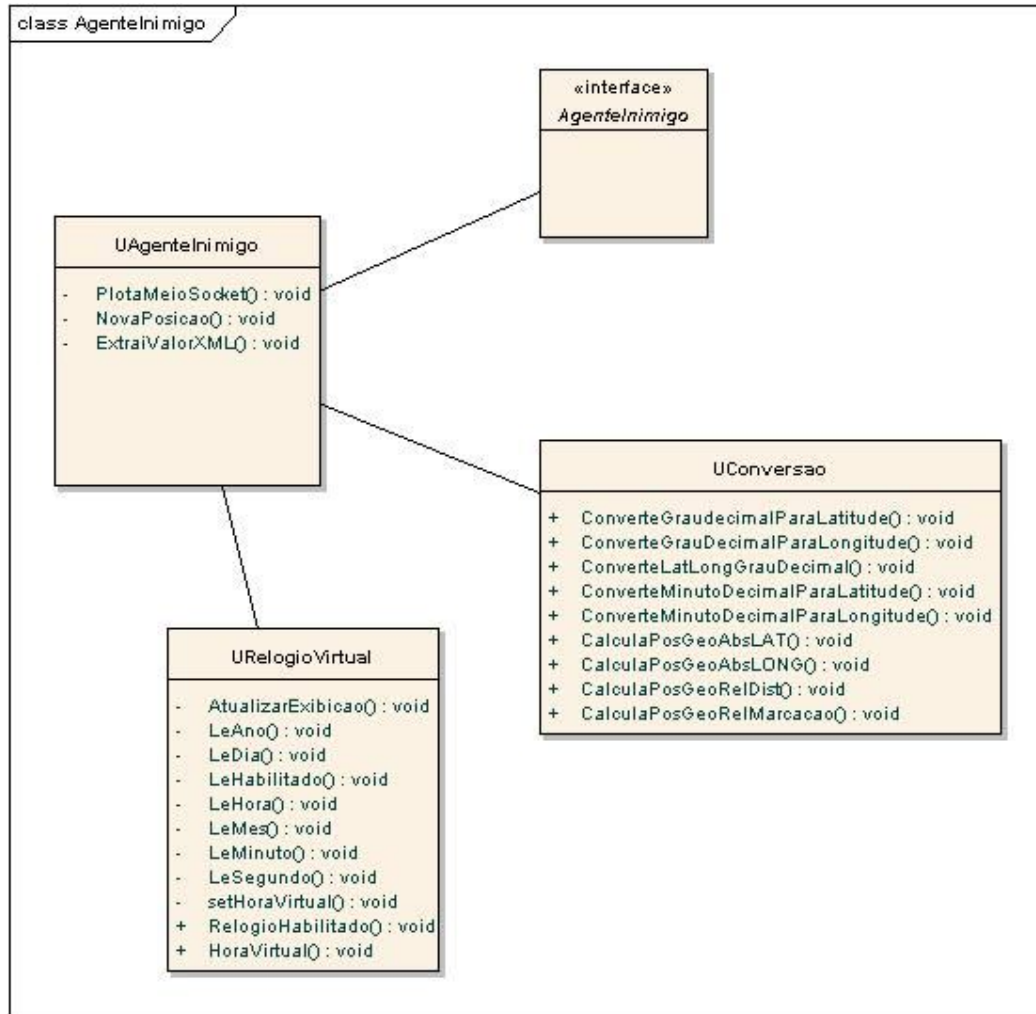 class AgenteInimigo
«interface»
AgenteInimigo
UAgenteInimigo
- PlotaMeioSocket() : void
- NovaPosicao() : void
- ExtraiValorXML() : void
UConversao
+ ConverteGraudecimalParaLatitude() : void
+ ConverteGrauDecimalParaLongitude() : void
+ ConverteLatLongGrauDecimal() : void
+ ConverteMinutoDecimalParaLatitude() : void
+ ConverteMinutoDecimalParaLongitude() : void
+ CalculaPosGeoAbsLAT() : void
+ CalculaPosGeoAbsLONG() : void
+ CalculaPosGeoRelDist() : void
+ CalculaPosGeoRelMarcacao() : void
URelogioVirtual
- AtualizarExibicao() : void
- LeAno() : void
- LeDia() : void
- LeHabilitado() : void
- LeHora() : void
- LeMes() : void
- LeMinuto() : void
- LeSegundo() : void
- setHoraVirtual() : void
+ RelogioHabilitado() : void
+ HoraVirtual() : void